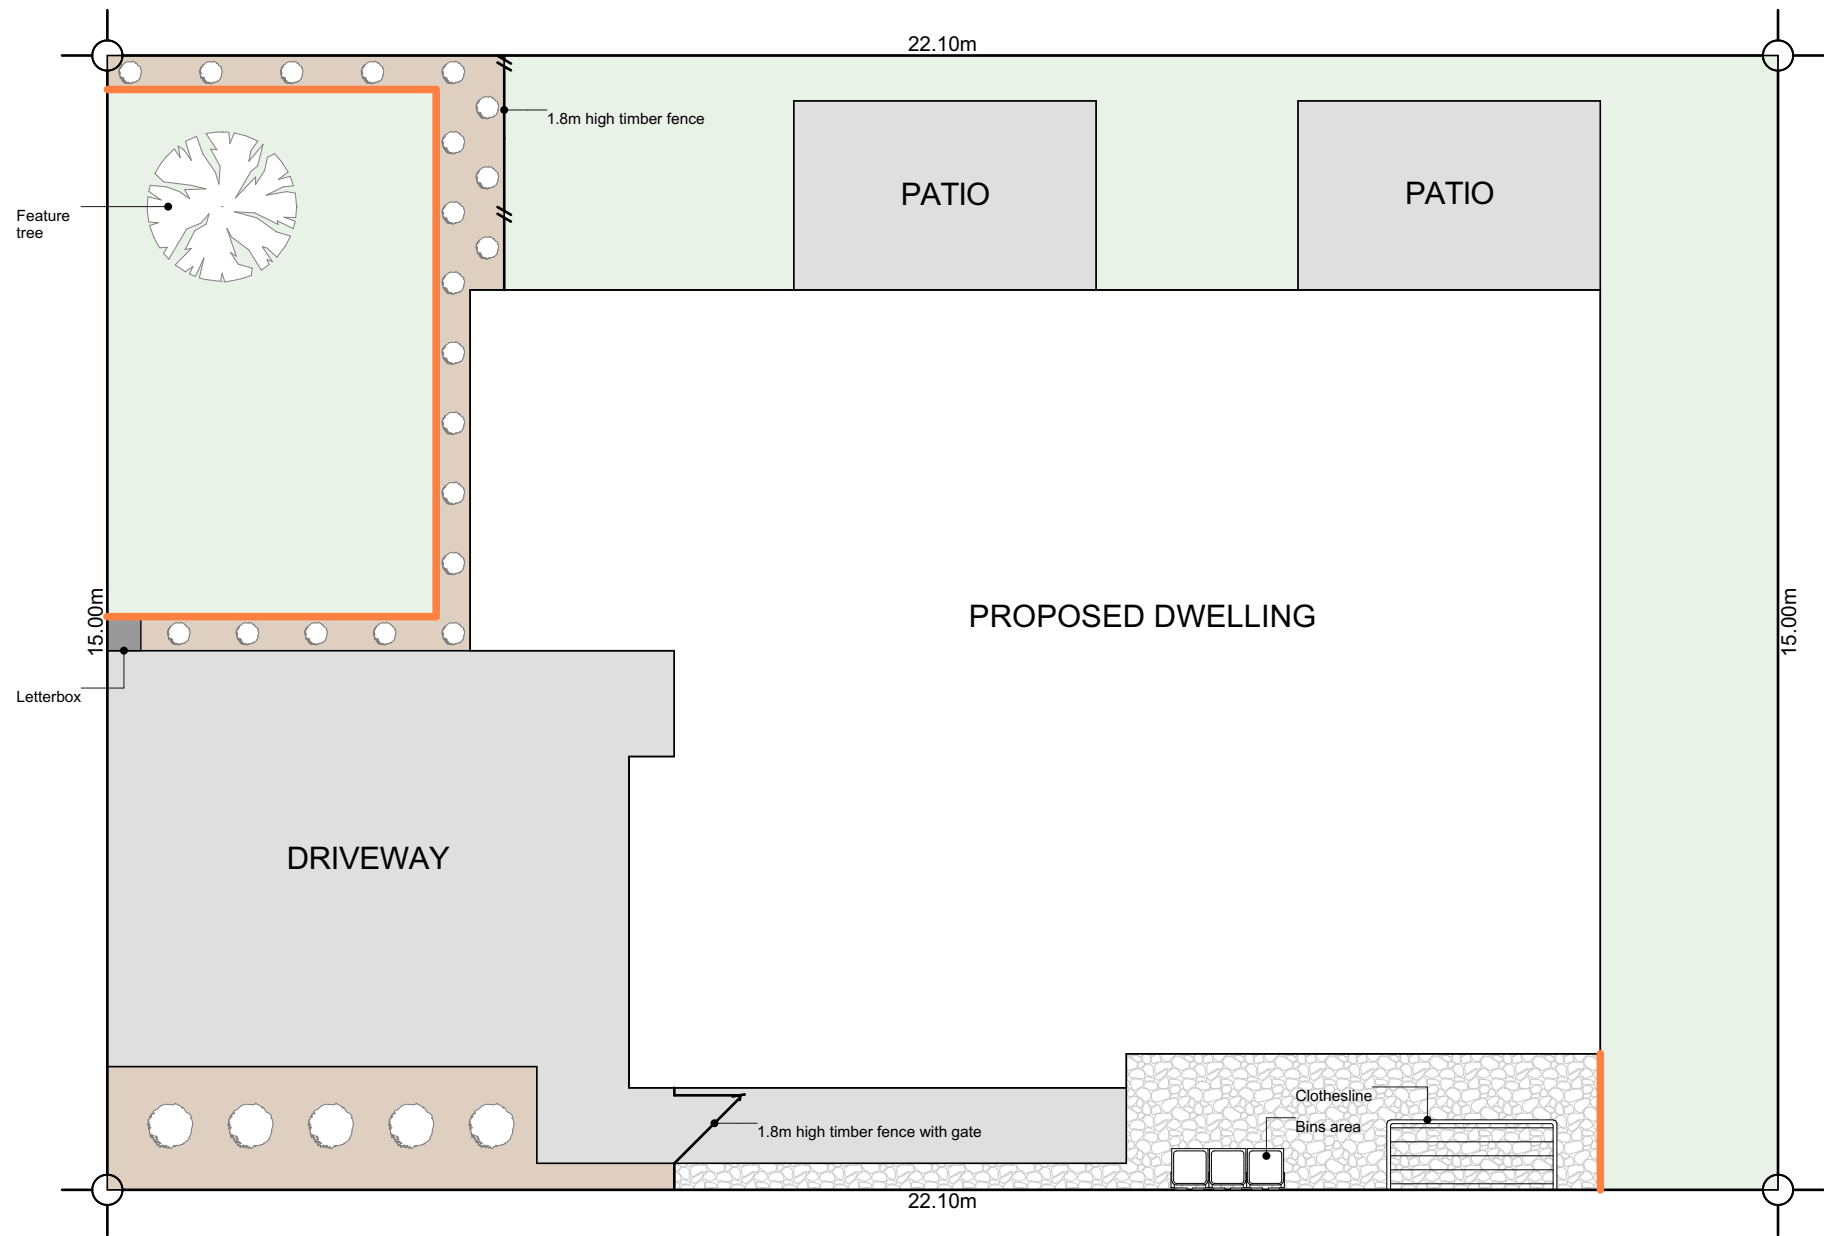 22.10m
1.8m high timber fence
PATIO
PATIO
Feature
tree
15.00m
15.00m
PROPOSED DWELLING
Letterbox
DRIVEWAY
Clothesline
Bins area
1.8m high timber fence with gate
22.10m